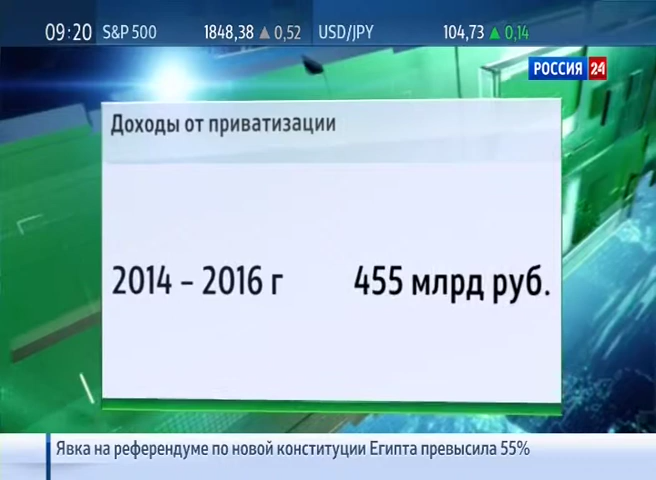 09:20 S&P 500 1848,38 ▲ 0,52 USD/JPY 104,73 ▲ 0,14
РОССИЯ 24
Доходы от приватизации
2014 – 2016 г 455 млрд руб.
Явка на референдуме по новой конституции Египта превысила 55%